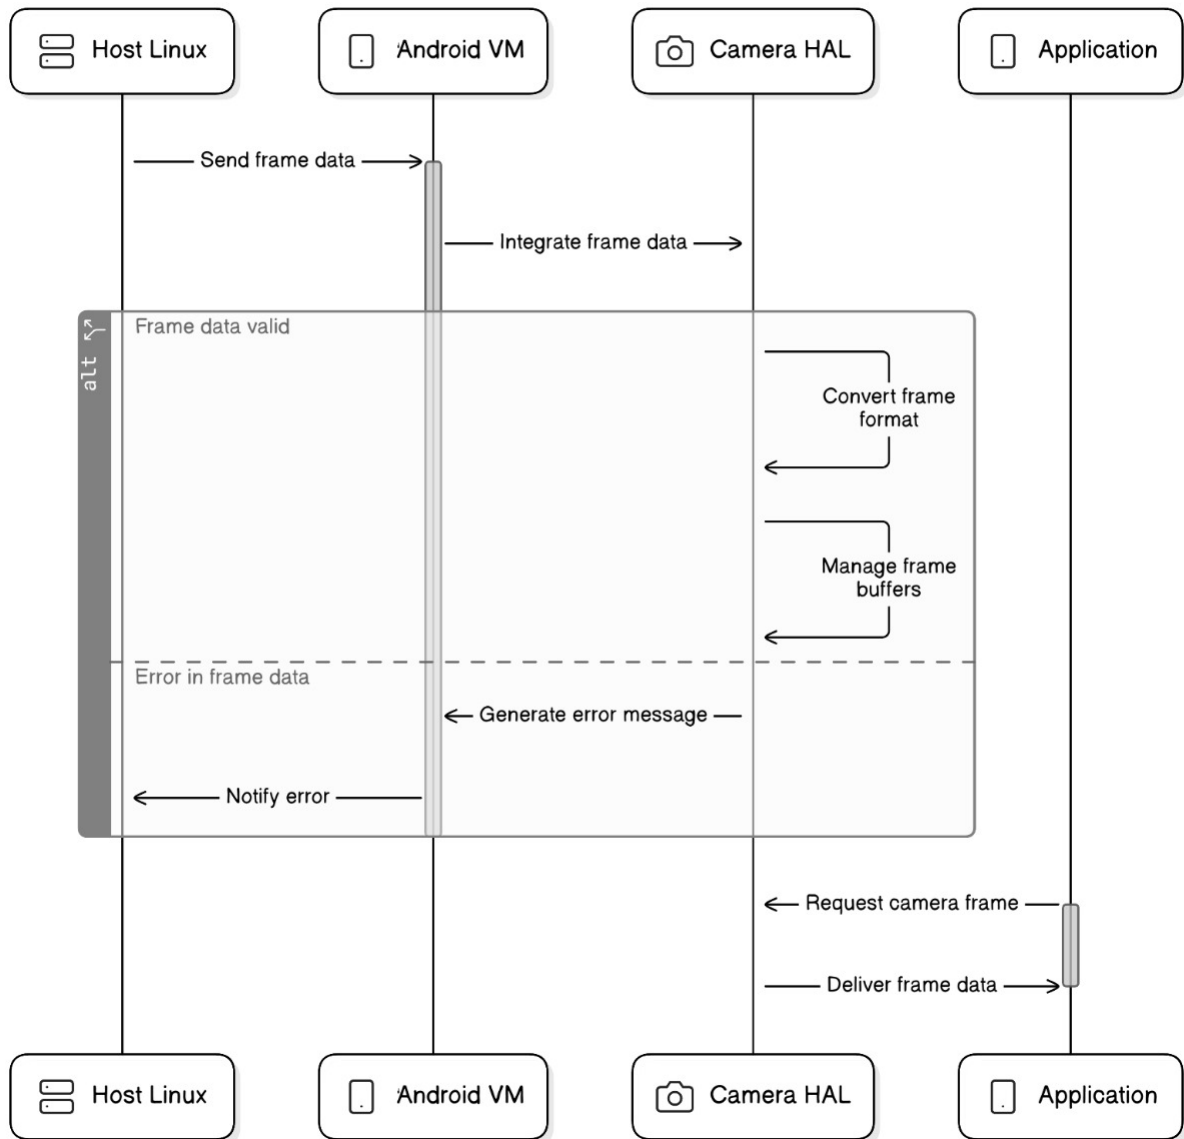 Host Linux
Android VM
Camera HAL
Application
Send frame data
Integrate frame data
alt
Frame data valid
Convert frame
format
Manage frame
buffers
Error in frame data
Generate error message
Notify error
Request camera frame
Deliver frame data
Host Linux
Android VM
Camera HAL
Application